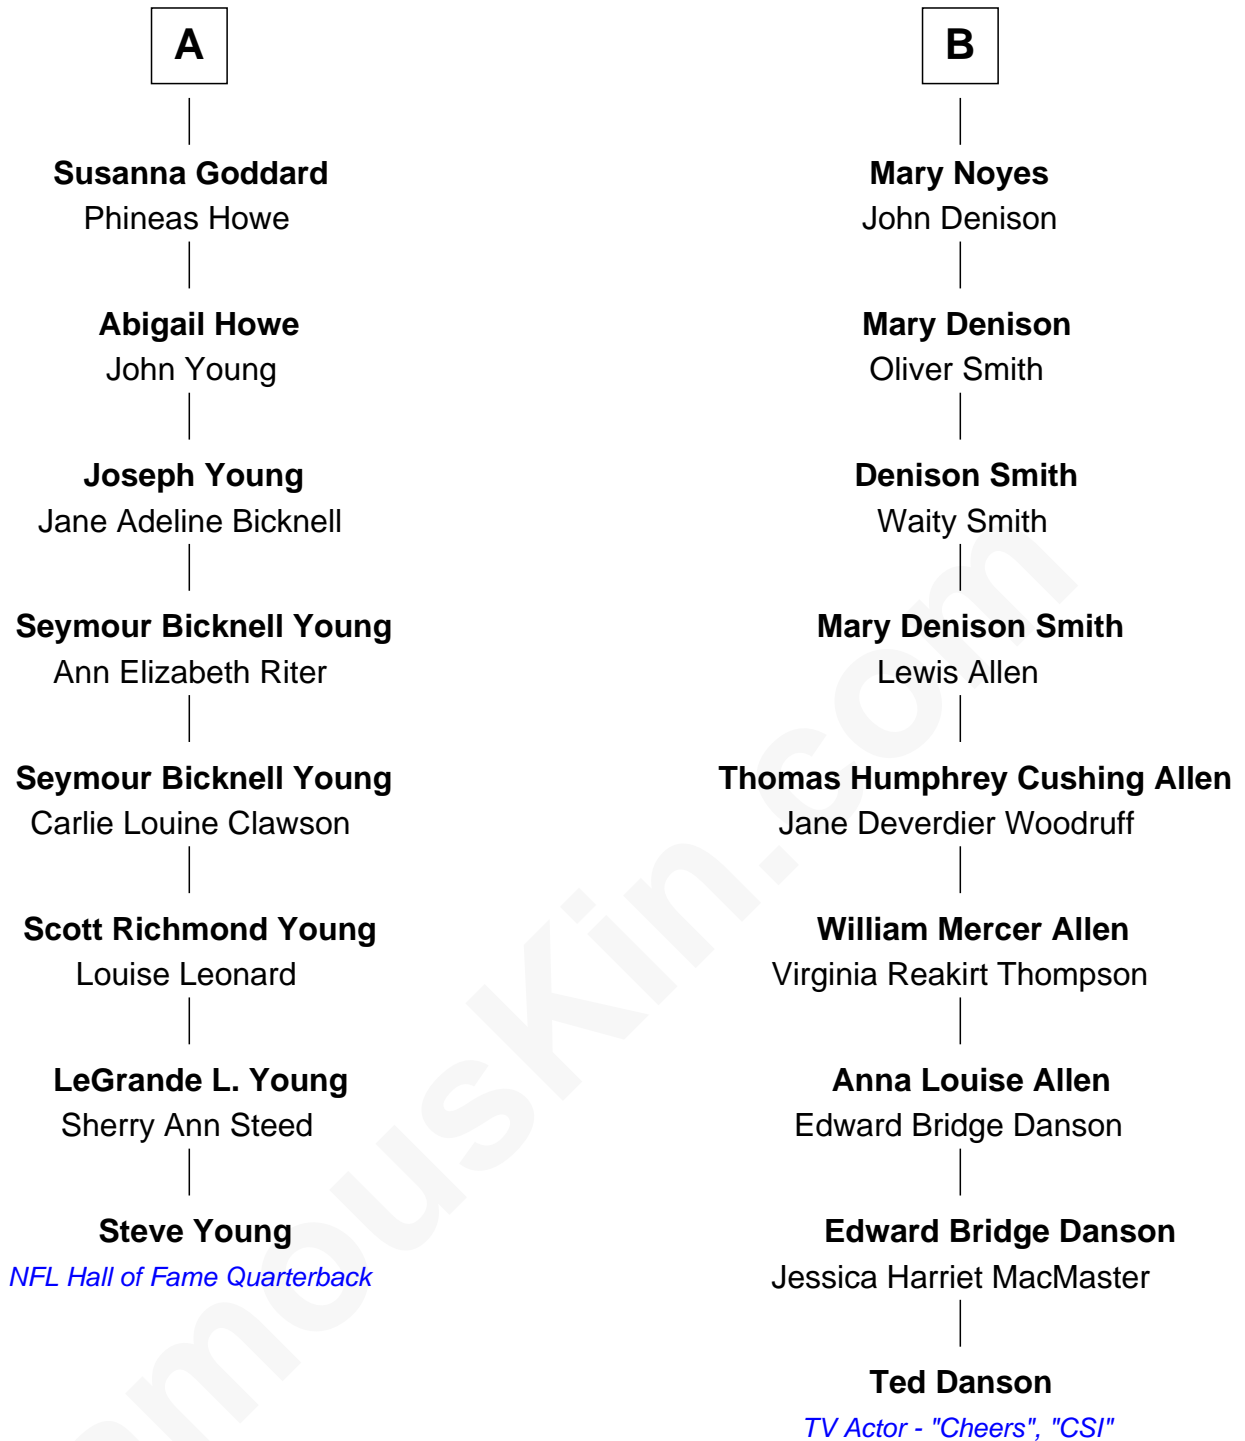 A
Susanna Goddard
Phineas Howe
Abigail Howe
John Young
Joseph Young
Jane Adeline Bicknell
Seymour Bicknell Young
Ann Elizabeth Riter
Seymour Bicknell Young
Carlie Louine Clawson
Scott Richmond Young
Louise Leonard
LeGrande L. Young
Sherry Ann Steed
Steve Young
NFL Hall of Fame Quarterback
B
Mary Noyes
John Denison
Mary Denison
Oliver Smith
Denison Smith
Waity Smith
Mary Denison Smith
Lewis Allen
Thomas Humphrey Cushing Allen
Jane Deverdier Woodruff
William Mercer Allen
Virginia Reakirt Thompson
Anna Louise Allen
Edward Bridge Danson
Edward Bridge Danson
Jessica Harriet MacMaster
Ted Danson
TV Actor - "Cheers", "CSI"
amousKin.com